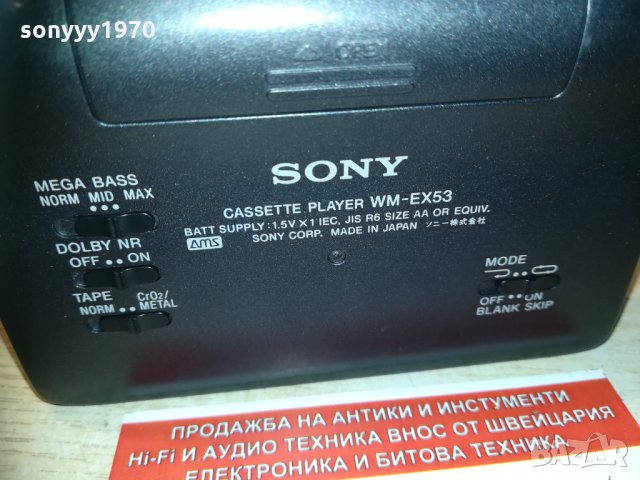 sonyyy1970
OPEN
SONY
CASSETTE PLAYER WM-EX53
BATT SUPPLY : 1.5V X 1 IEC, JIS R6 SIZE AA OR EQUIV.
AMS SONY CORP. MADE IN JAPAN ソニー株式会社
MEGA BASS
NORM MID MAX
DOLBY NR
OFF ON
TAPE CrO2/
NORM METAL
MODE
OFF ON
BLANK SKIP
ПРОДАЖБА НА АНТИКИ И ИНСТУМЕНТИ
Hi-Fi И АУДИО ТЕХНИКА ВНОС ОТ ШВЕЙЦАРИЯ
ЕЛЕКТРОНИКА И БИТОВА ТЕХНИКА.
bazar